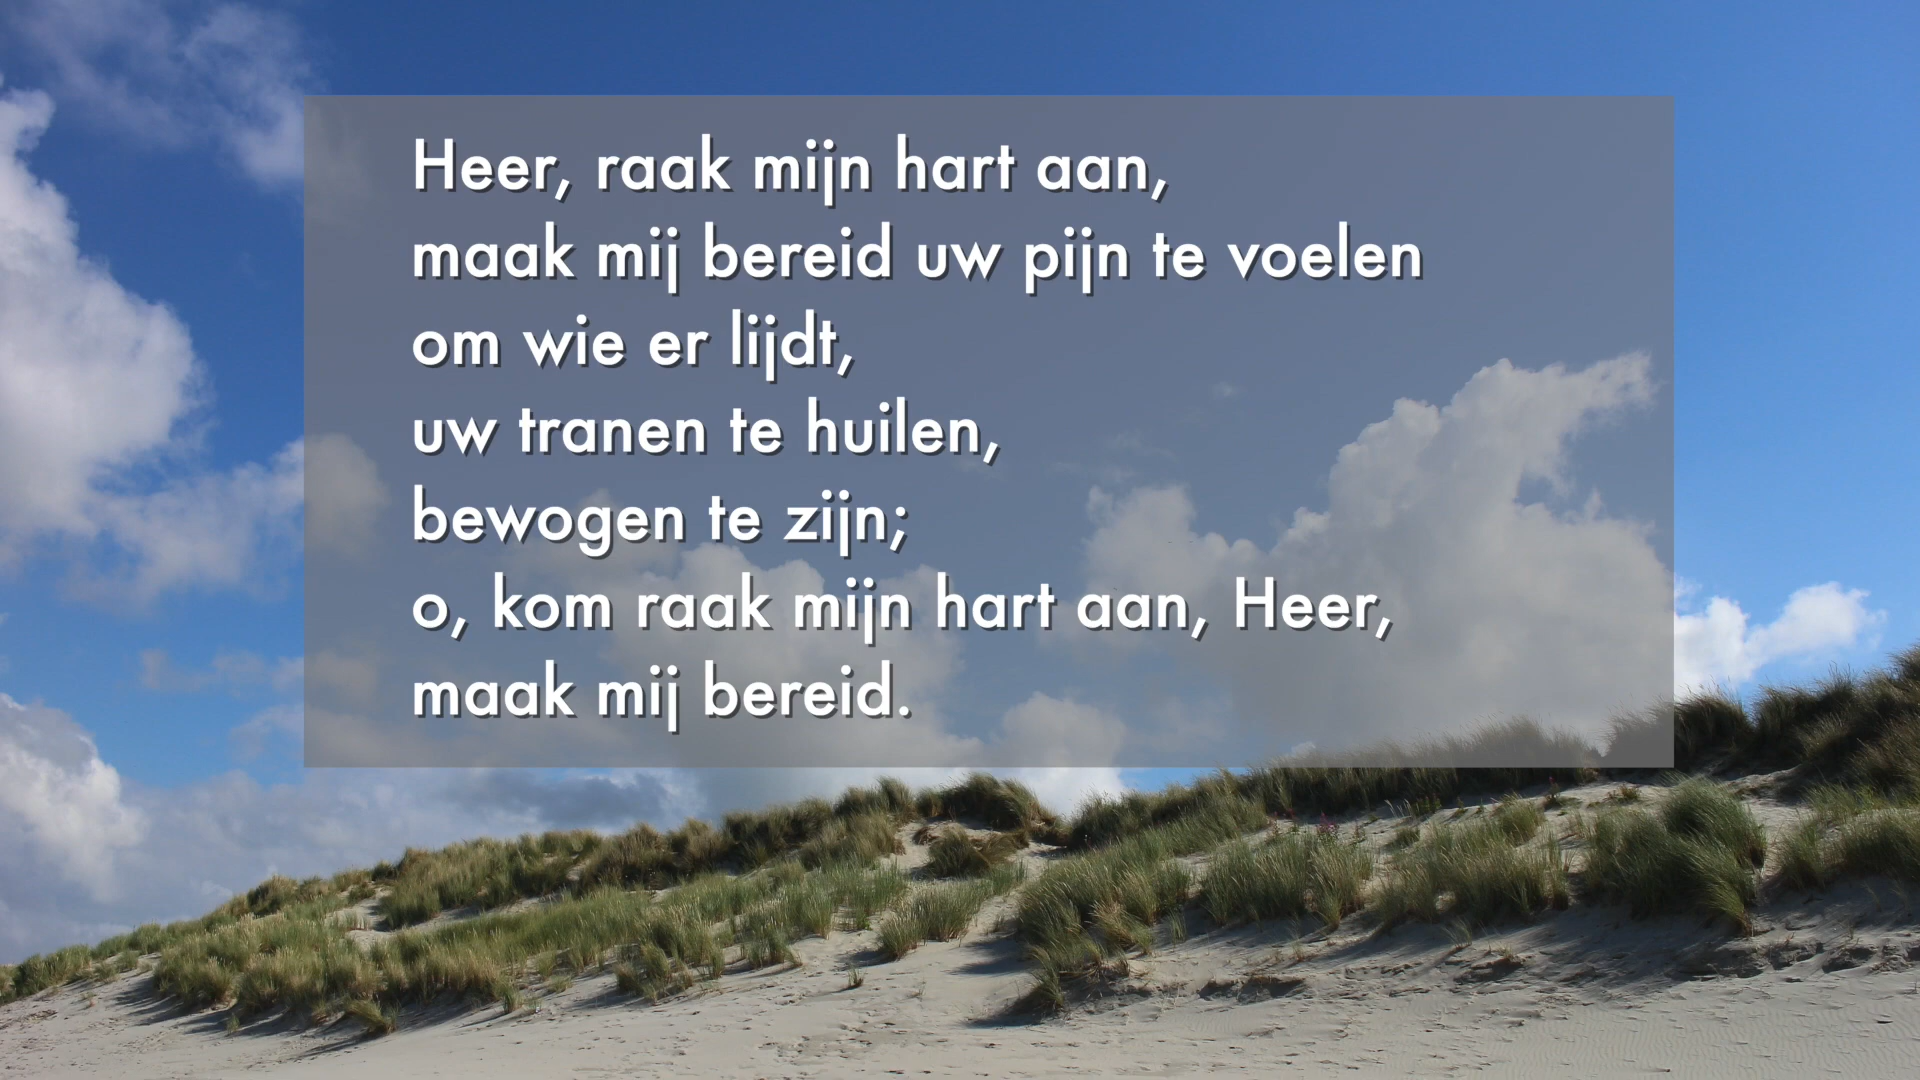 Heer, raak mijn hart aan,
maak mij bereid uw pijn te voelen
om wie er lijdt,
uw tranen te huilen,
bewogen te zijn;
o, kom raak mijn hart aan, Heer,
maak mij bereid.